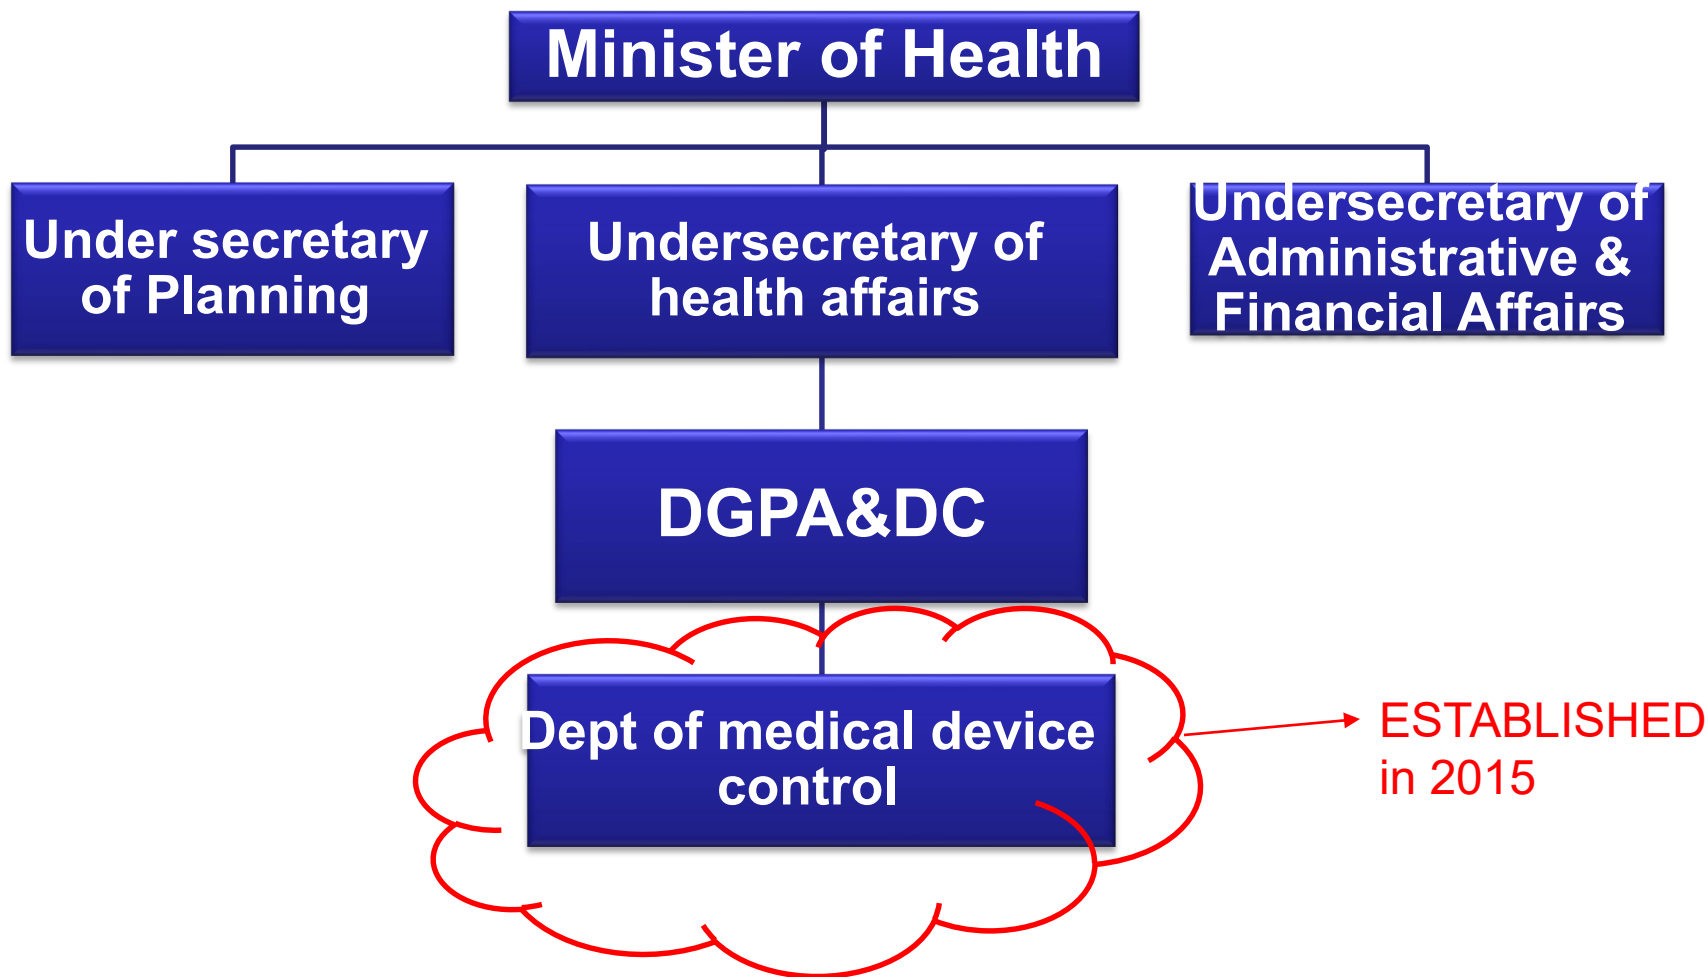 Minister of Health
Under secretary
of Planning
Undersecretary of
health affairs
Undersecretary of
Administrative &
Financial Affairs
DGPA&DC
Dept of medical device
control
ESTABLISHED
in 2015